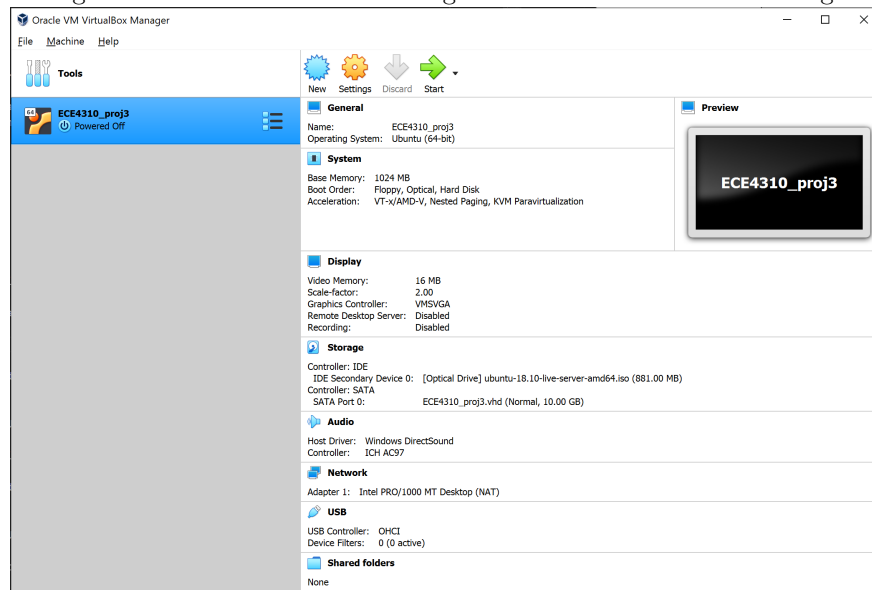 Oracle VM VirtualBox Manager
File Machine Help
Tools
New Settings Discard Start
64
ECE4310_proj3
Powered Off
General
Name: ECE4310_proj3
Operating System: Ubuntu (64-bit)
System
Base Memory: 1024 MB
Boot Order: Floppy, Optical, Hard Disk
Acceleration: VT-x/AMD-V, Nested Paging, KVM Paravirtualization
Preview
ECE4310_proj3
Display
Video Memory: 16 MB
Scale-factor: 2.00
Graphics Controller: VMSVGA
Remote Desktop Server: Disabled
Recording: Disabled
Storage
Controller: IDE
IDE Secondary Device 0: [Optical Drive] ubuntu-18.10-live-server-amd64.iso (881.00 MB)
Controller: SATA
SATA Port 0: ECE4310_proj3.vhd (Normal, 10.00 GB)
Audio
Host Driver: Windows DirectSound
Controller: ICH AC97
Network
Adapter 1: Intel PRO/1000 MT Desktop (NAT)
USB
USB Controller: OHCI
Device Filters: 0 (0 active)
Shared folders
None